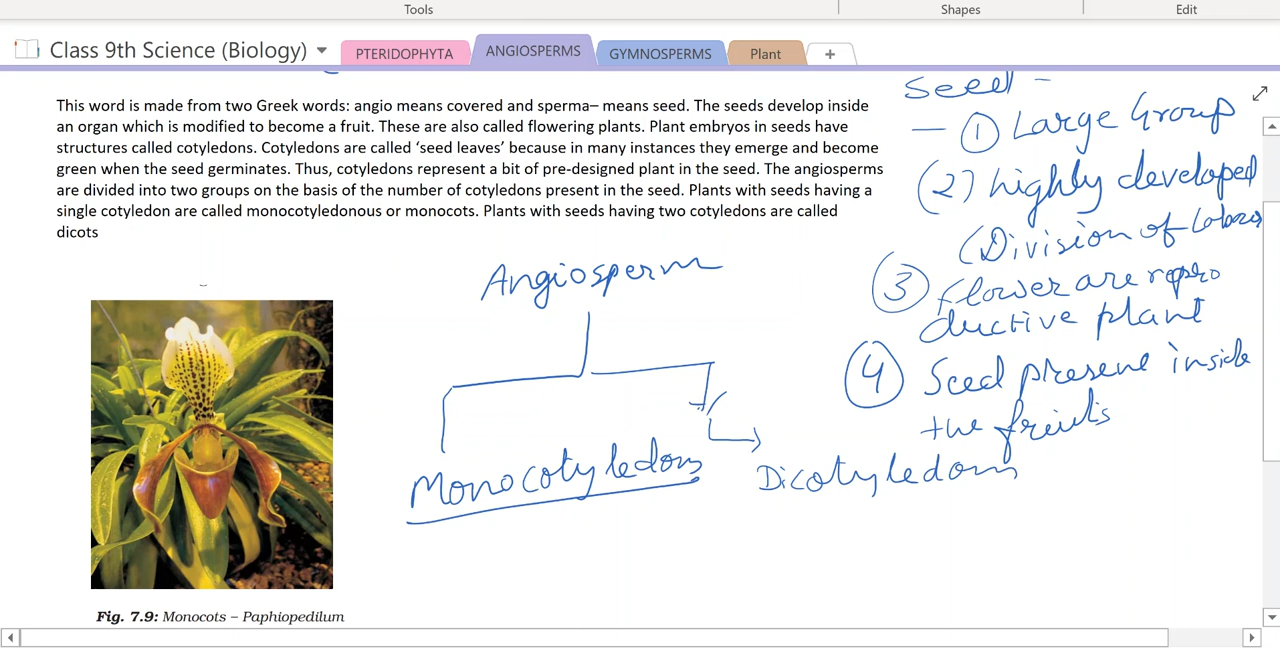 Tools
Shapes
Edit
Class 9th Science (Biology)
PTERIDOPHYTA
ANGIOSPERMS
GYMNOSPERMS
Plant
+
This word is made from two Greek words: angio means covered and sperma– means seed. The seeds develop inside
an organ which is modified to become a fruit. These are also called flowering plants. Plant embryos in seeds have
structures called cotyledons. Cotyledons are called ‘seed leaves’ because in many instances they emerge and become
green when the seed germinates. Thus, cotyledons represent a bit of pre-designed plant in the seed. The angiosperms
are divided into two groups on the basis of the number of cotyledons present in the seed. Plants with seeds having a
single cotyledon are called monocotyledonous or monocots. Plants with seeds having two cotyledons are called
dicots
Seed -
– (1) Large Group
(2) highly developed
(Division of
(3) flower are repro
ductive plant
(4) Seed present inside
the fruits
Angiosperm
Monocotyledons
Dicotyledons
Fig. 7.9: Monocots – Paphiopedilum